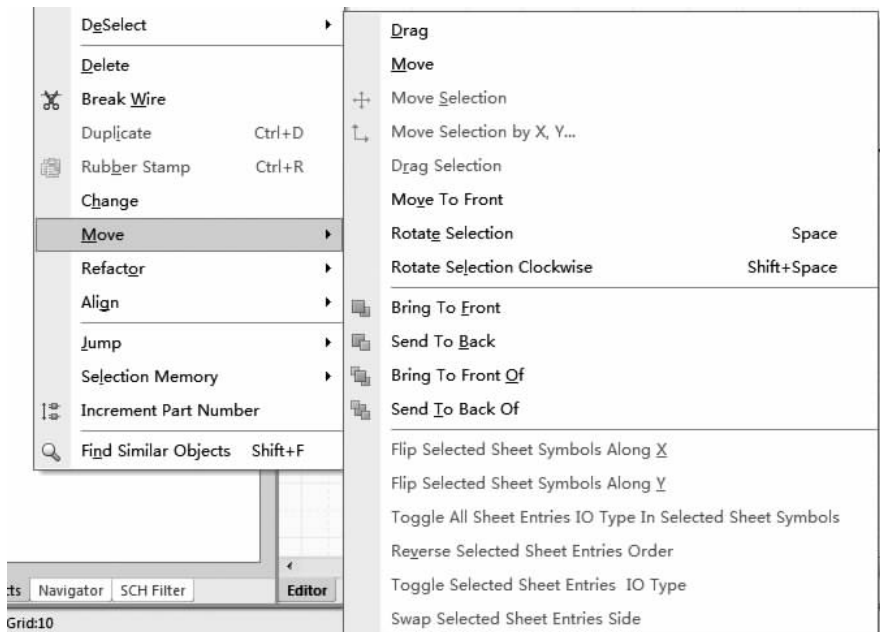 DeSelect
Delete
Break Wire
Duplicate Ctrl+D
Rubber Stamp Ctrl+R
Change
Move
Refactor
Align
Jump
Selection Memory
Increment Part Number
Find Similar Objects Shift+F
Drag
Move
Move Selection
Move Selection by X, Y...
Drag Selection
Move To Front
Rotate Selection Space
Rotate Selection Clockwise Shift+Space
Bring To Front
Send To Back
Bring To Front Of
Send To Back Of
Flip Selected Sheet Symbols Along X
Flip Selected Sheet Symbols Along Y
Toggle All Sheet Entries IO Type In Selected Sheet Symbols
Reverse Selected Sheet Entries Order
Toggle Selected Sheet Entries IO Type
Swap Selected Sheet Entries Side
ts Navigator SCH Filter Editor
Grid:10